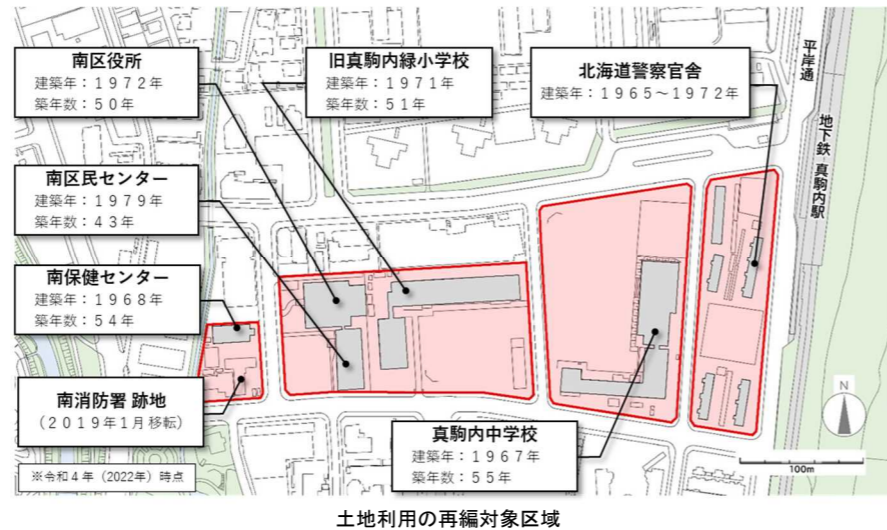 南区役所
建築年：１９７２年
築年数：５０年
旧真駒内緑小学校
建築年：１９７１年
築年数：５１年
北海道警察官舎
建築年：１９６５～１９７２年
平岸通
地下鉄 真駒内駅
南区民センター
建築年：１９７９年
築年数：４３年
南保健センター
建築年：１９６８年
築年数：５４年
南消防署 跡地
（２０１９年１月移転）
真駒内中学校
建築年：１９６７年
築年数：５５年
N
100m
※令和４年（2022年）時点
土地利用の再編対象区域